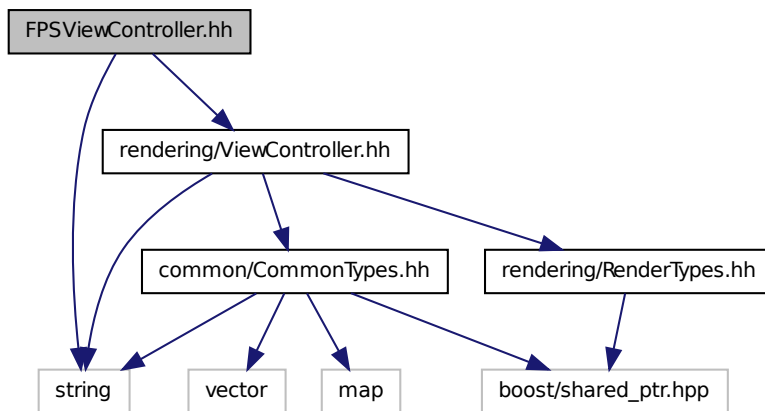 FPSViewController.hh
rendering/ViewController.hh
common/CommonTypes.hh
rendering/RenderTypes.hh
string
vector
map
boost/shared_ptr.hpp